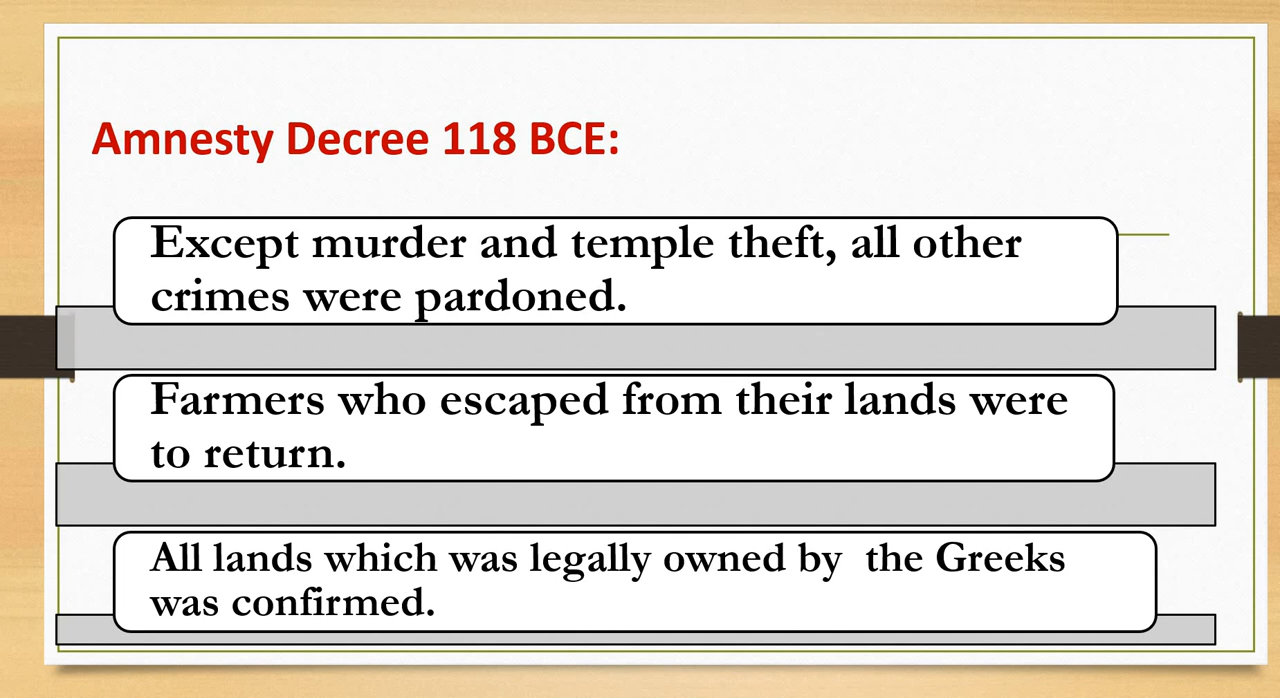 Amnesty Decree 118 BCE:
Except murder and temple theft, all other
crimes were pardoned.
Farmers who escaped from their lands were
to return.
All lands which was legally owned by  the Greeks
was confirmed.